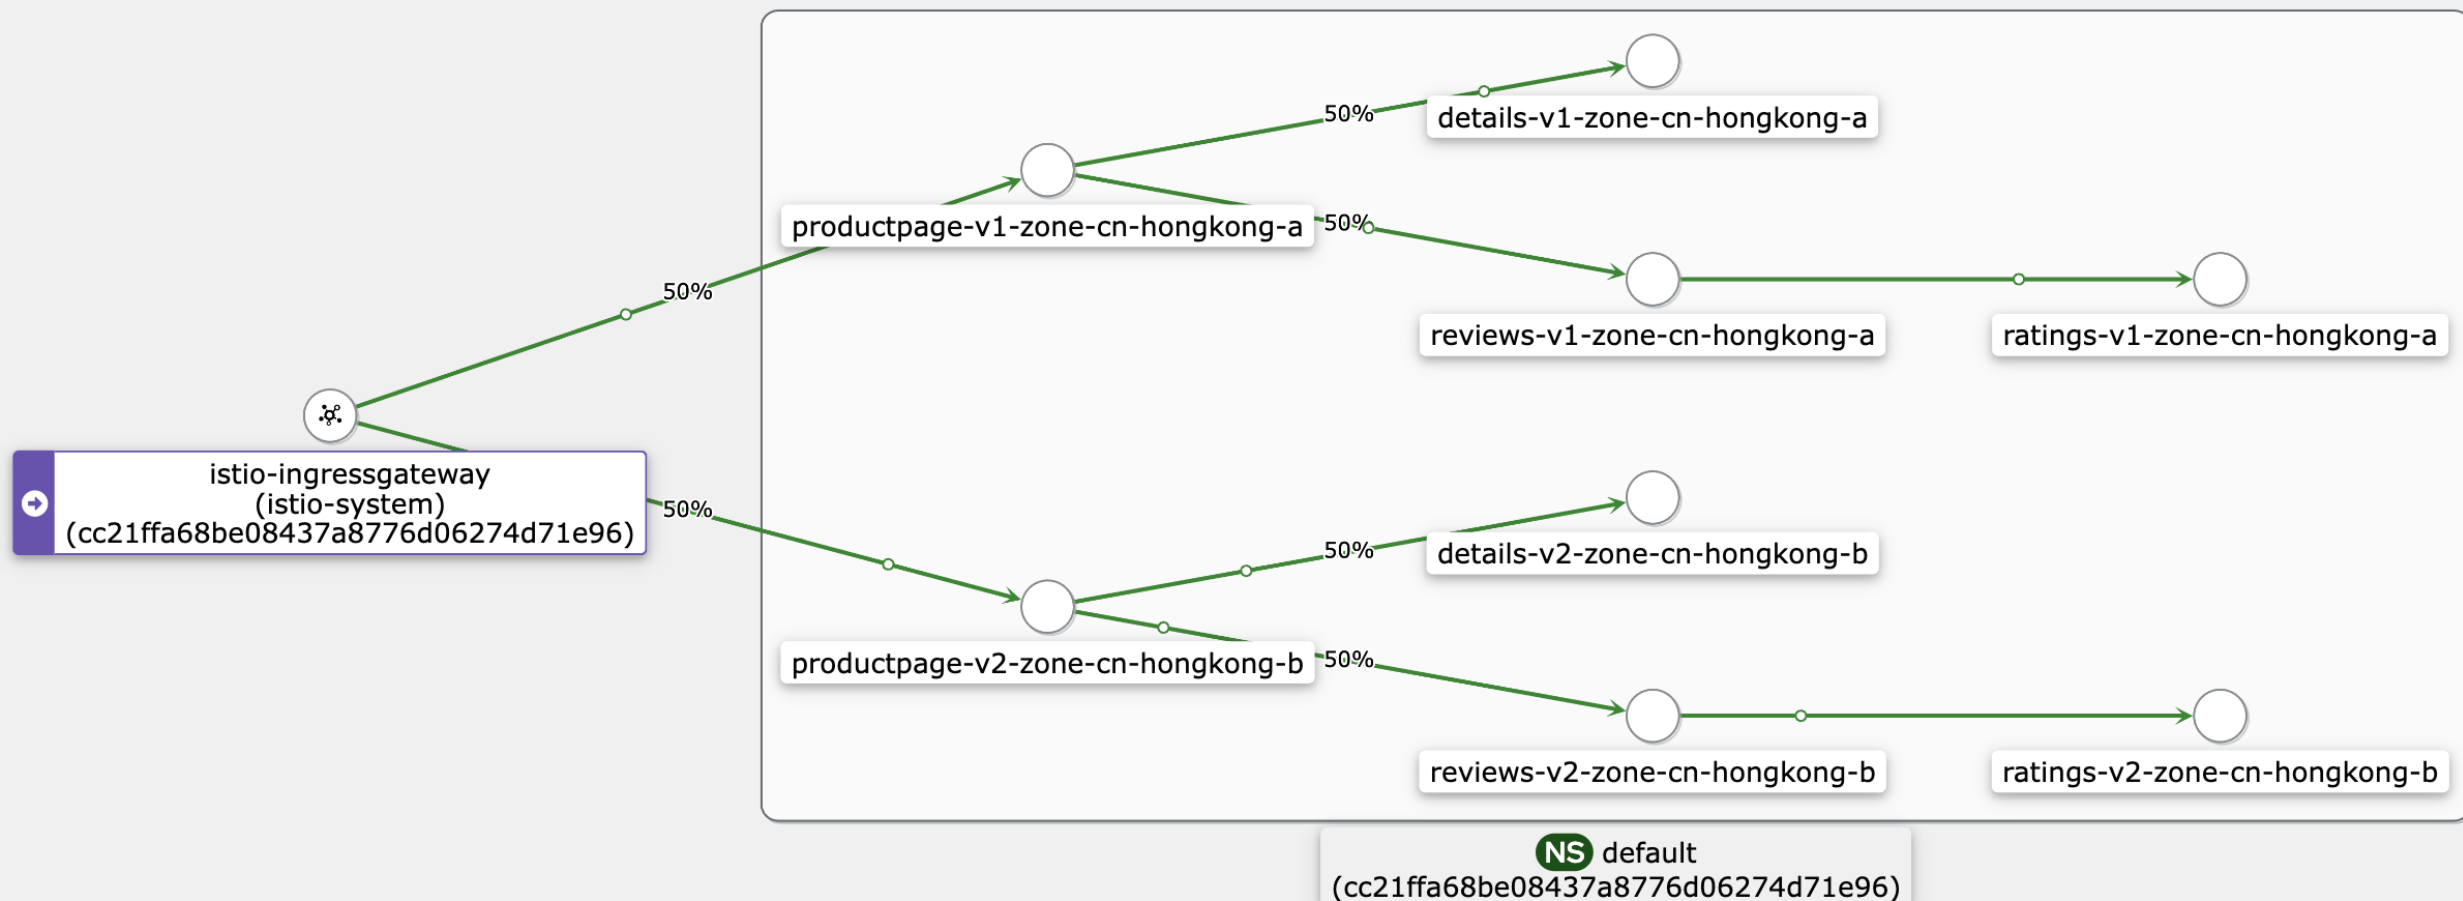 50%
details-v1-zone-cn-hongkong-a
productpage-v1-zone-cn-hongkong-a
50%
50%
reviews-v1-zone-cn-hongkong-a
ratings-v1-zone-cn-hongkong-a
istio-ingressgateway
(istio-system)
(cc21ffa68be08437a8776d06274d71e96)
50%
50%
details-v2-zone-cn-hongkong-b
productpage-v2-zone-cn-hongkong-b
50%
reviews-v2-zone-cn-hongkong-b
ratings-v2-zone-cn-hongkong-b
NS default
(cc21ffa68be08437a8776d06274d71e96)